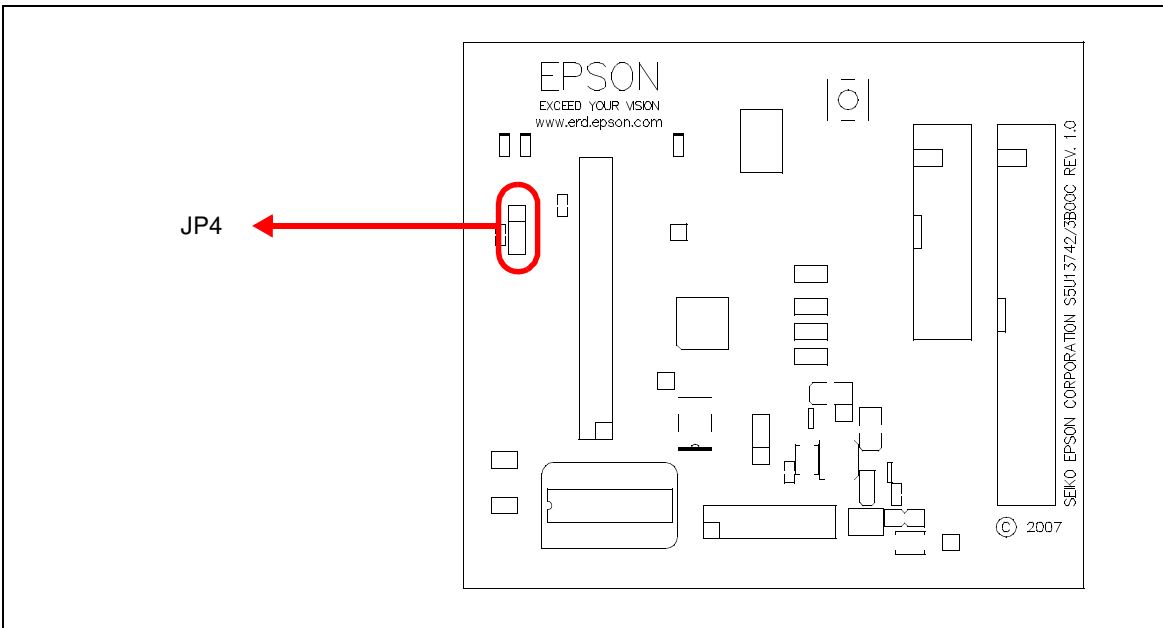 EPSON
EXCEED YOUR VISION
www.erd.epson.com
JP4
SEIKO EPSON CORPORATION S5U13742/3B00C REV. 1.0
© 2007